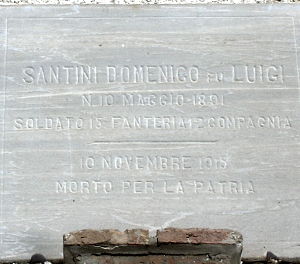 SANTINI DOMENICO FU LUIGI
N. 10 MAGGIO 1891
SOLDATO 15 FANTERIA 12 COMPAGNIA
10 NOVEMBRE 1915
MORTO PER LA PATRIA